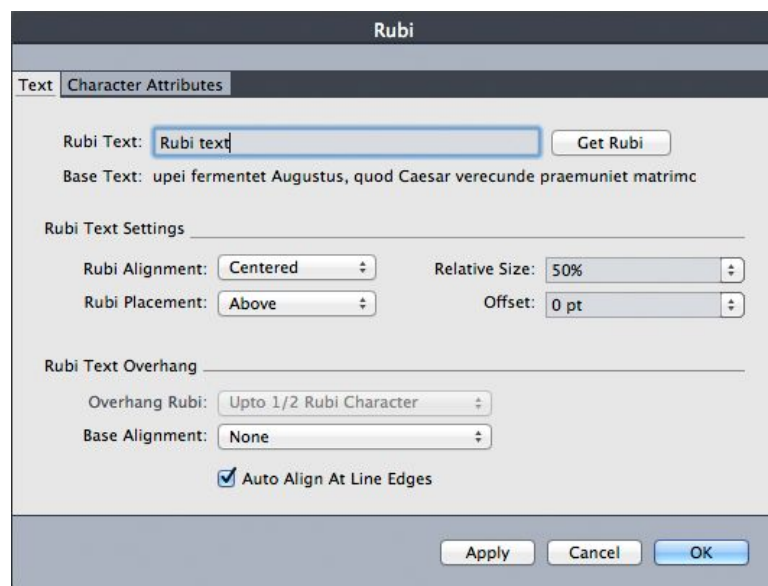 Rubi
Text Character Attributes
Rubi Text: Rubi text Get Rubi
Base Text: upei fermentet Augustus, quod Caesar verecunde praemuniet matrimc
Rubi Text Settings
Rubi Alignment: Centered Relative Size: 50%
Rubi Placement: Above Offset: 0 pt
Rubi Text Overhang
Overhang Rubi: Upto 1/2 Rubi Character
Base Alignment: None
Auto Align At Line Edges
Apply Cancel OK